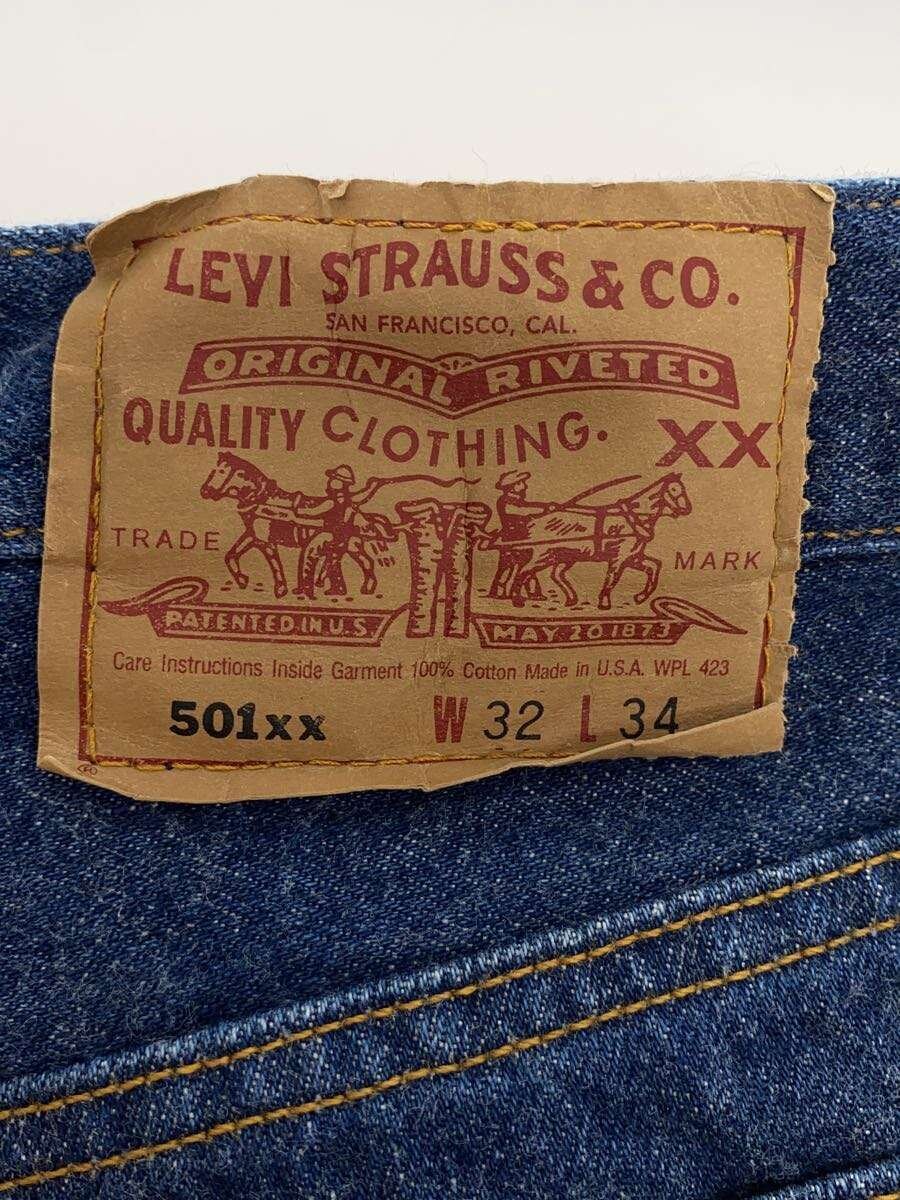 LEVI STRAUSS & CO.
SAN FRANCISCO, CAL.
ORIGINAL RIVETED
QUALITY CLOTHING. XX
TRADE MARK
PATENTED IN U.S. MAY 20 1873
Care Instructions Inside Garment 100% Cotton Made in U.S.A. WPL 423
501xx W 32 L 34